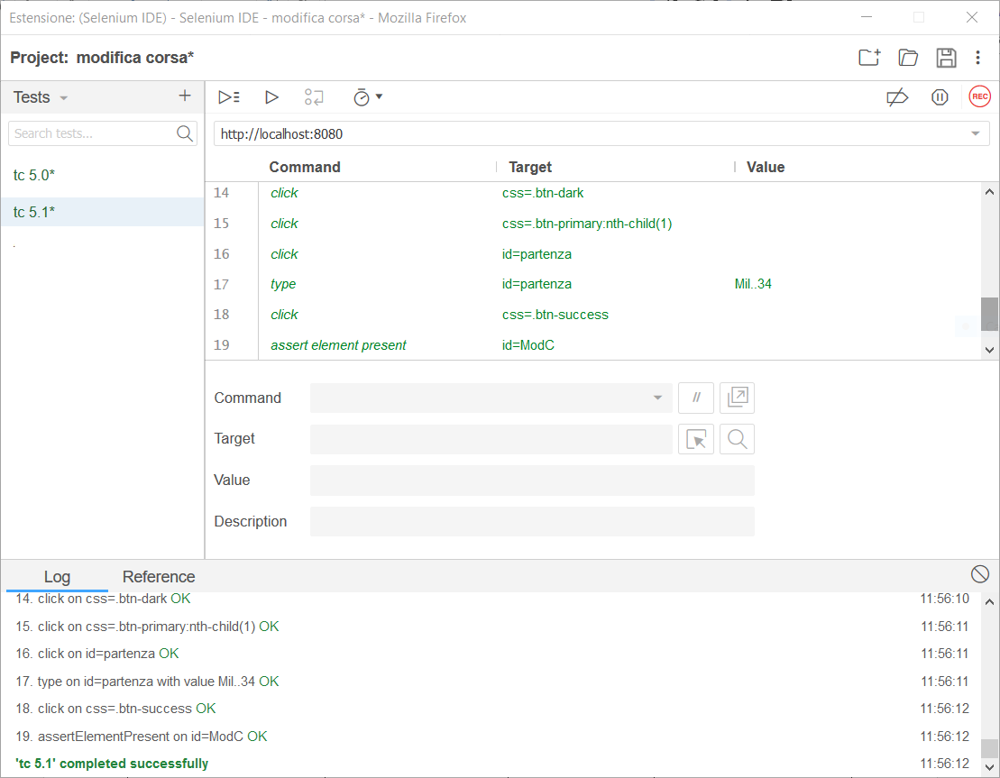 Estensione: (Selenium IDE) - Selenium IDE - modifica corsa* - Mozilla Firefox
Project: modifica corsa*
Tests
Search tests...
tc 5.0*
tc 5.1*
.
REC
http://localhost:8080
Command Target Value
14 click css=.btn-dark
15 click css=.btn-primary:nth-child(1)
16 click id=partenza
17 type id=partenza Mil..34
18 click css=.btn-success
19 assert element present id=ModC
Command //
Target
Value
Description
Log Reference
14. click on css=.btn-dark OK 11:56:10
15. click on css=.btn-primary:nth-child(1) OK 11:56:11
16. click on id=partenza OK 11:56:11
17. type on id=partenza with value Mil..34 OK 11:56:11
18. click on css=.btn-success OK 11:56:12
19. assertElementPresent on id=ModC OK 11:56:12
'tc 5.1' completed successfully 11:56:12